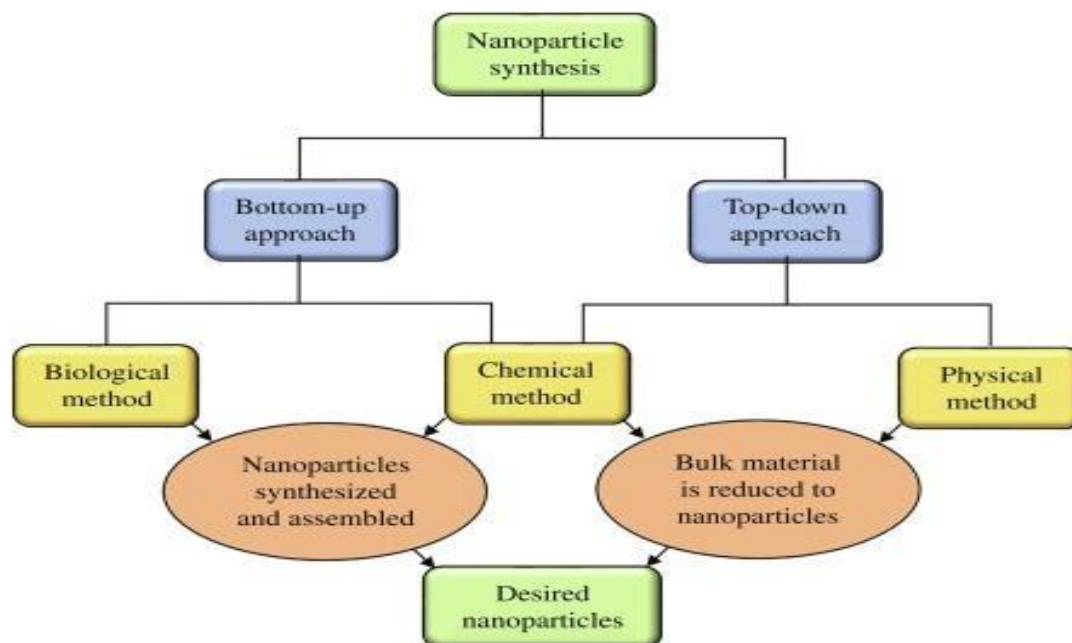 Nanoparticle
synthesis
Bottom-up
approach
Top-down
approach
Biological
method
Chemical
method
Physical
method
Nanoparticles
synthesized
and assembled
Bulk material
is reduced to
nanoparticles
Desired
nanoparticles